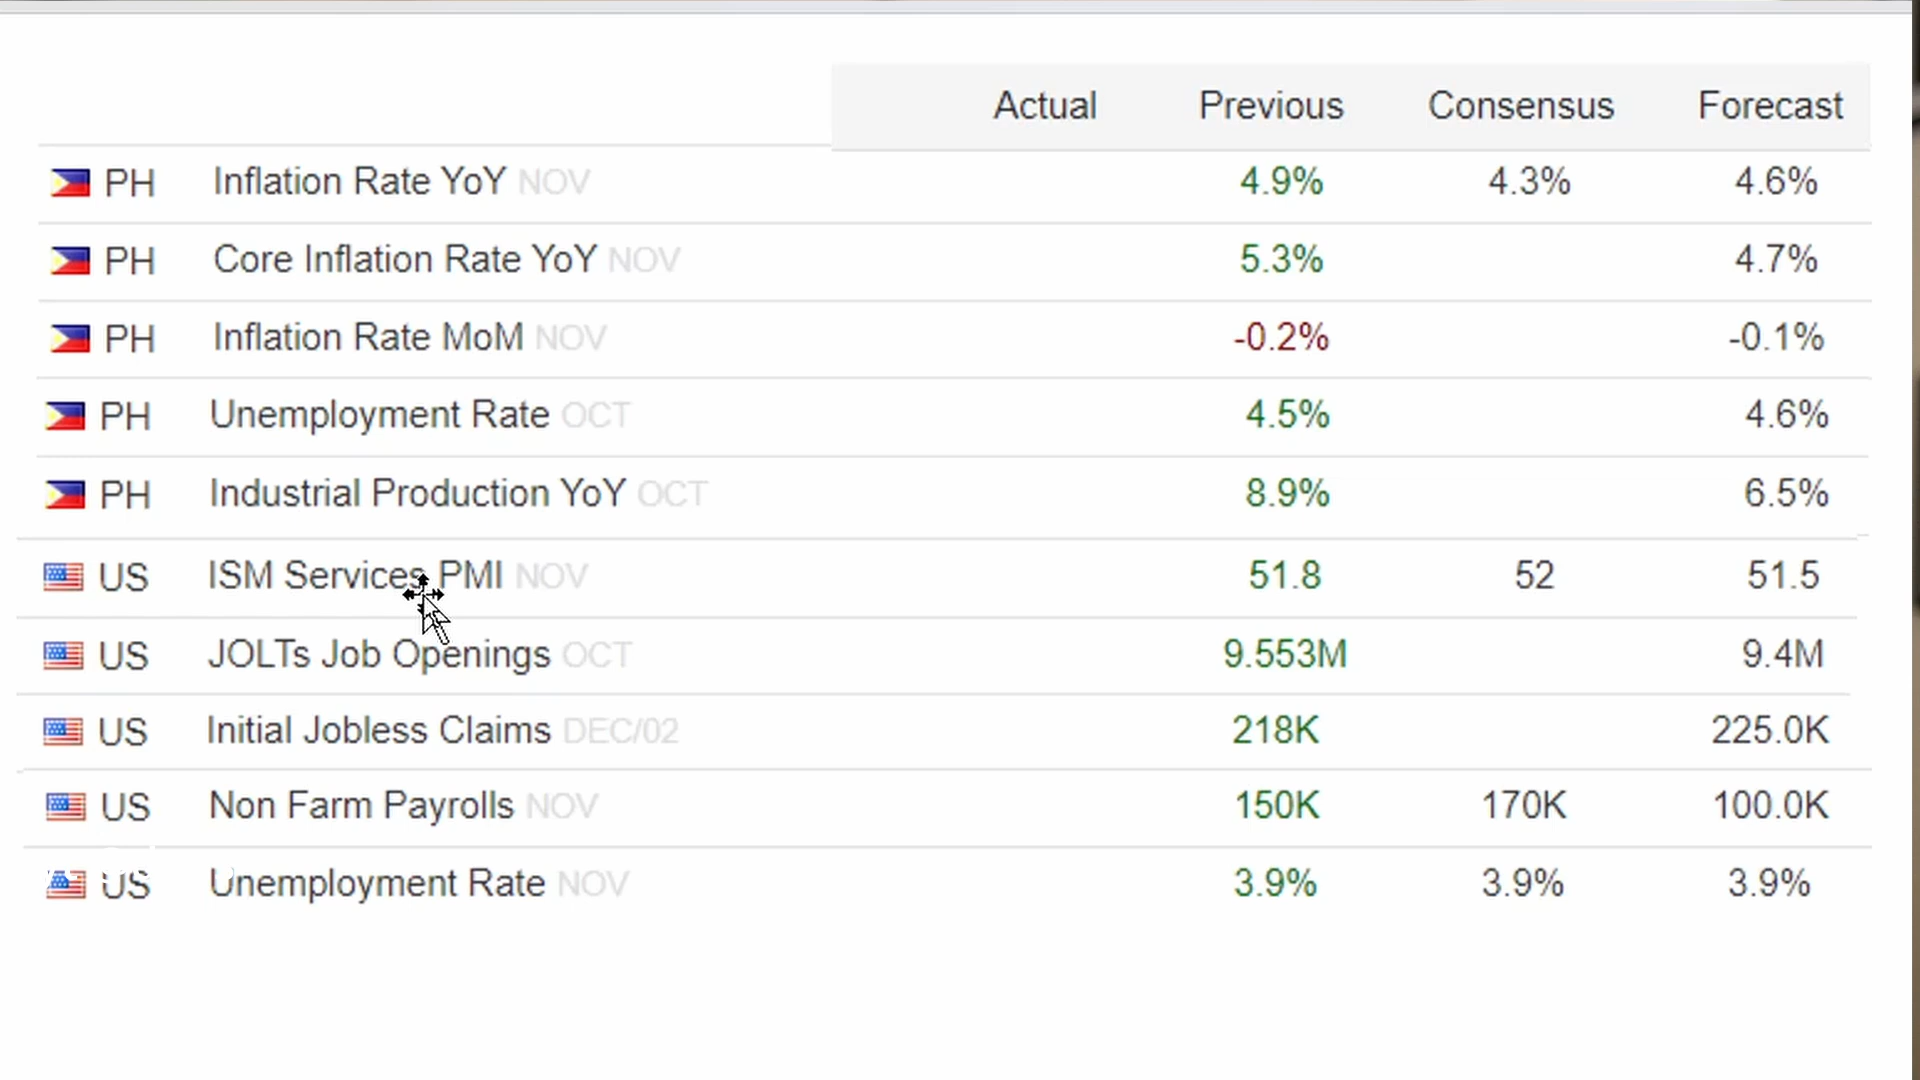 Actual Previous Consensus Forecast
PH Inflation Rate YoY NOV 4.9% 4.3% 4.6%
PH Core Inflation Rate YoY NOV 5.3% 4.7%
PH Inflation Rate MoM NOV -0.2% -0.1%
PH Unemployment Rate OCT 4.5% 4.6%
PH Industrial Production YoY OCT 8.9% 6.5%
US ISM Services PMI NOV 51.8 52 51.5
US JOLTs Job Openings OCT 9.553M 9.4M
US Initial Jobless Claims DEC/02 218K 225.0K
US Non Farm Payrolls NOV 150K 170K 100.0K
US Unemployment Rate NOV 3.9% 3.9% 3.9%